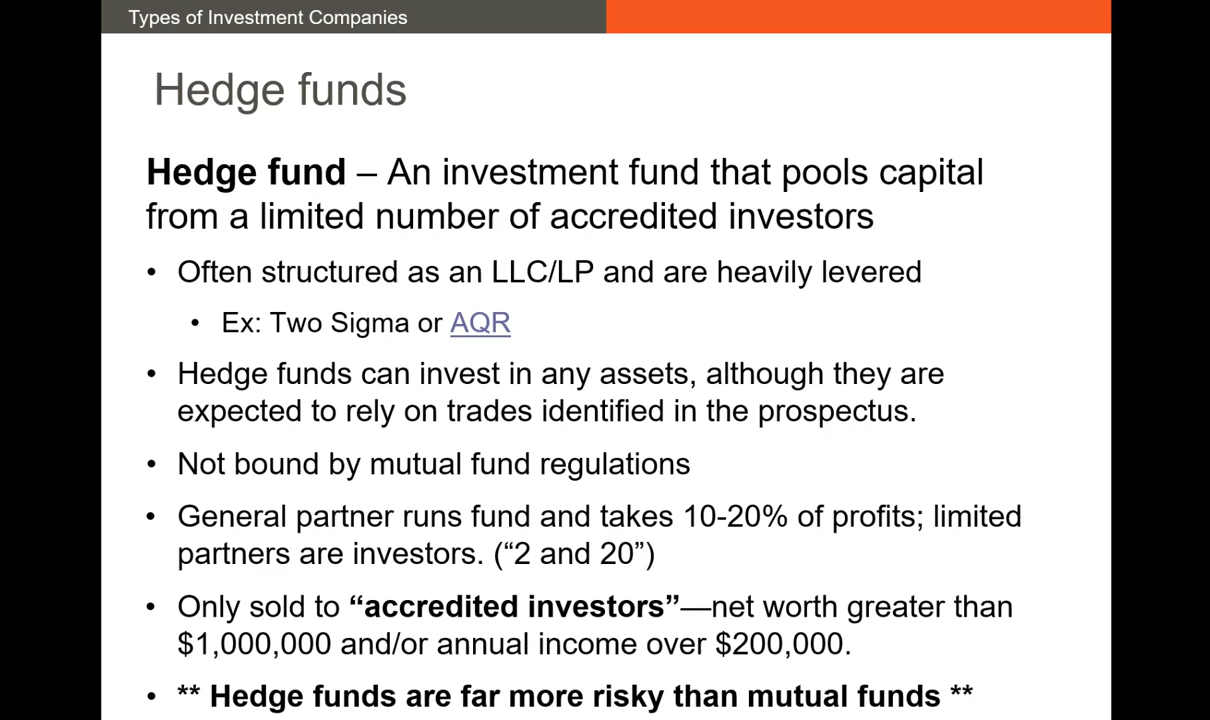 Types of Investment Companies
Hedge funds
Hedge fund – An investment fund that pools capital
from a limited number of accredited investors
• Often structured as an LLC/LP and are heavily levered
• Ex: Two Sigma or AQR
• Hedge funds can invest in any assets, although they are
expected to rely on trades identified in the prospectus.
• Not bound by mutual fund regulations
• General partner runs fund and takes 10-20% of profits; limited
partners are investors. (“2 and 20”)
• Only sold to “accredited investors”—net worth greater than
$1,000,000 and/or annual income over $200,000.
• ** Hedge funds are far more risky than mutual funds **